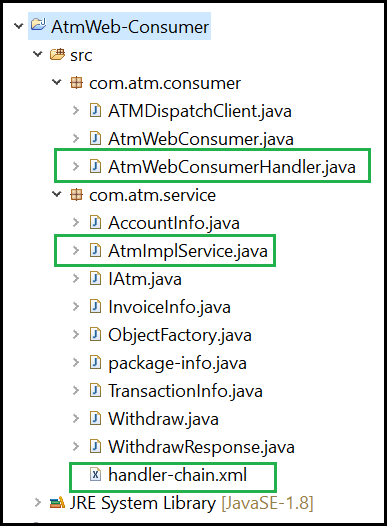 AtmWeb-Consumer
src
com.atm.consumer
ATMDispatchClient.java
AtmWebConsumer.java
AtmWebConsumerHandler.java
com.atm.service
AccountInfo.java
AtmImplService.java
IAtm.java
InvoiceInfo.java
ObjectFactory.java
package-info.java
TransactionInfo.java
Withdraw.java
WithdrawResponse.java
handler-chain.xml
JRE System Library [JavaSE-1.8]